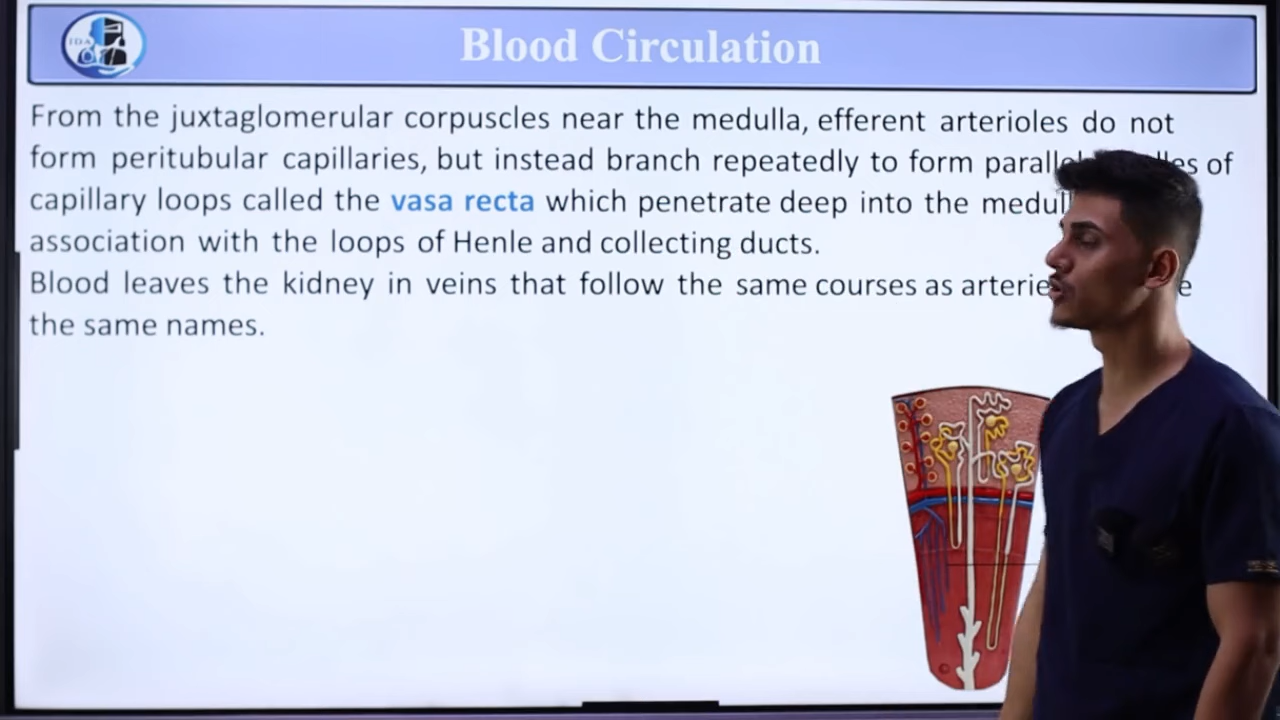 IDA
Blood Circulation
From the juxtaglomerular corpuscles near the medulla, efferent arterioles do not
form peritubular capillaries, but instead branch repeatedly to form of
capillary loops called the vasa recta which penetrate deep into the
association with the loops of Henle and collecting ducts.
Blood leaves the kidney in veins that follow the same courses as
the same names.